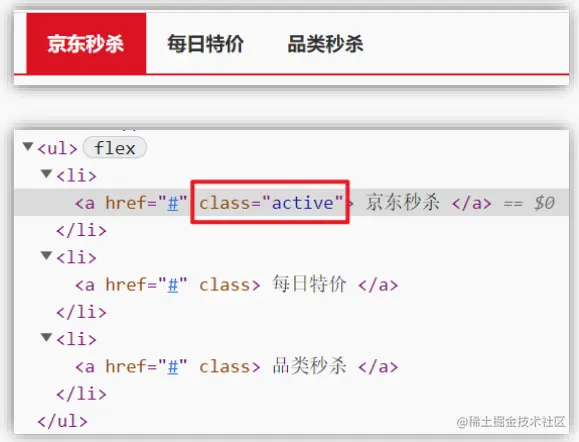 京东秒杀 每日特价 品类秒杀
<ul> flex
<li>
<a href="#" class="active"> 京东秒杀 </a> == $0
</li>
<li>
<a href="#" class> 每日特价 </a>
</li>
<li>
<a href="#" class> 品类秒杀 </a>
</li>
</ul>
@稀土掘金技术社区